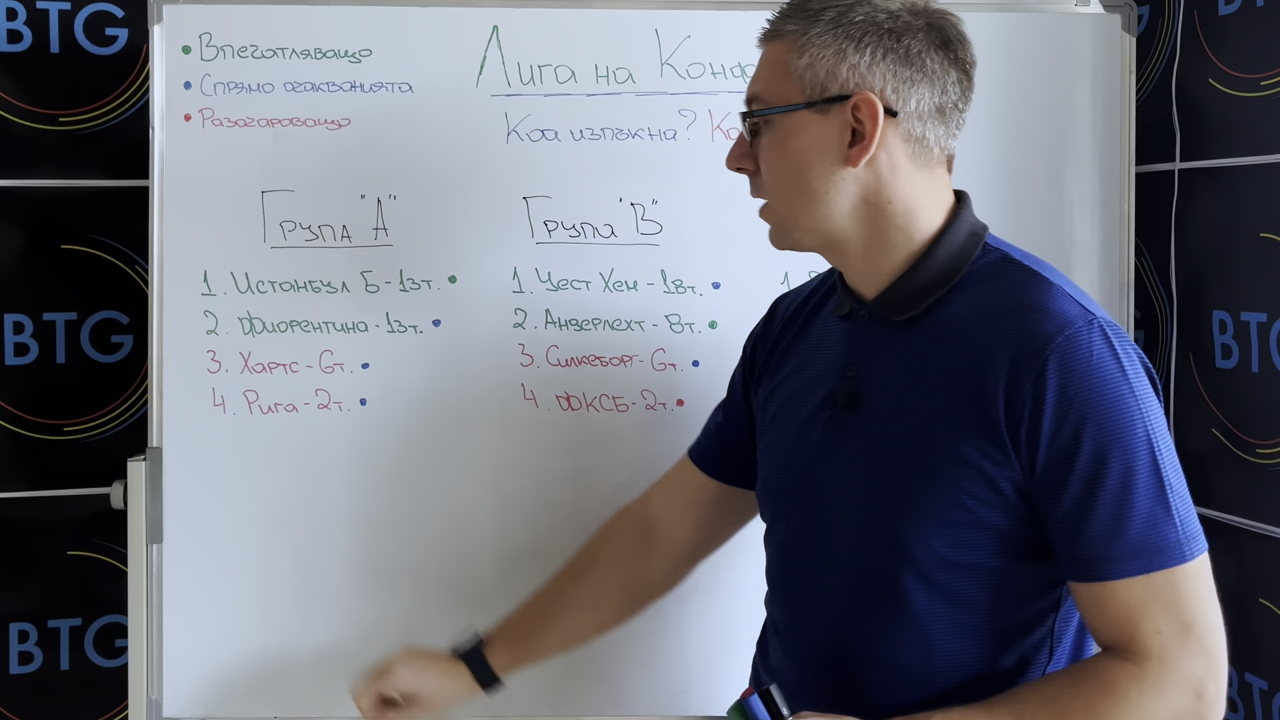 BTG
BTG
BTG
BTG
Впечатляващо
Спрямо очакванията
Разочароващо
Лига на Конф
Коя изпъкна? Ко
Група "А"
1. Истанбул Б - 13т.
2. Фиорентина - 13т.
3. Хартс - 6т.
4. Рига - 2т.
Група "В"
1. Уест Хем - 18т.
2. Андерлехт - 8т.
3. Силкеборг - 6т.
4. ФКСБ - 2т.
1.